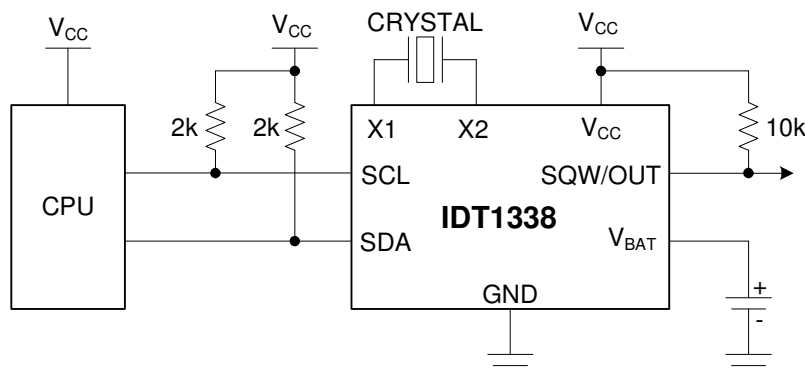 VCC
VCC
CRYSTAL
VCC
2k
2k
X1
X2
VCC
10k
SCL
SQW/OUT
CPU
IDT1338
SDA
VBAT
GND
+
-